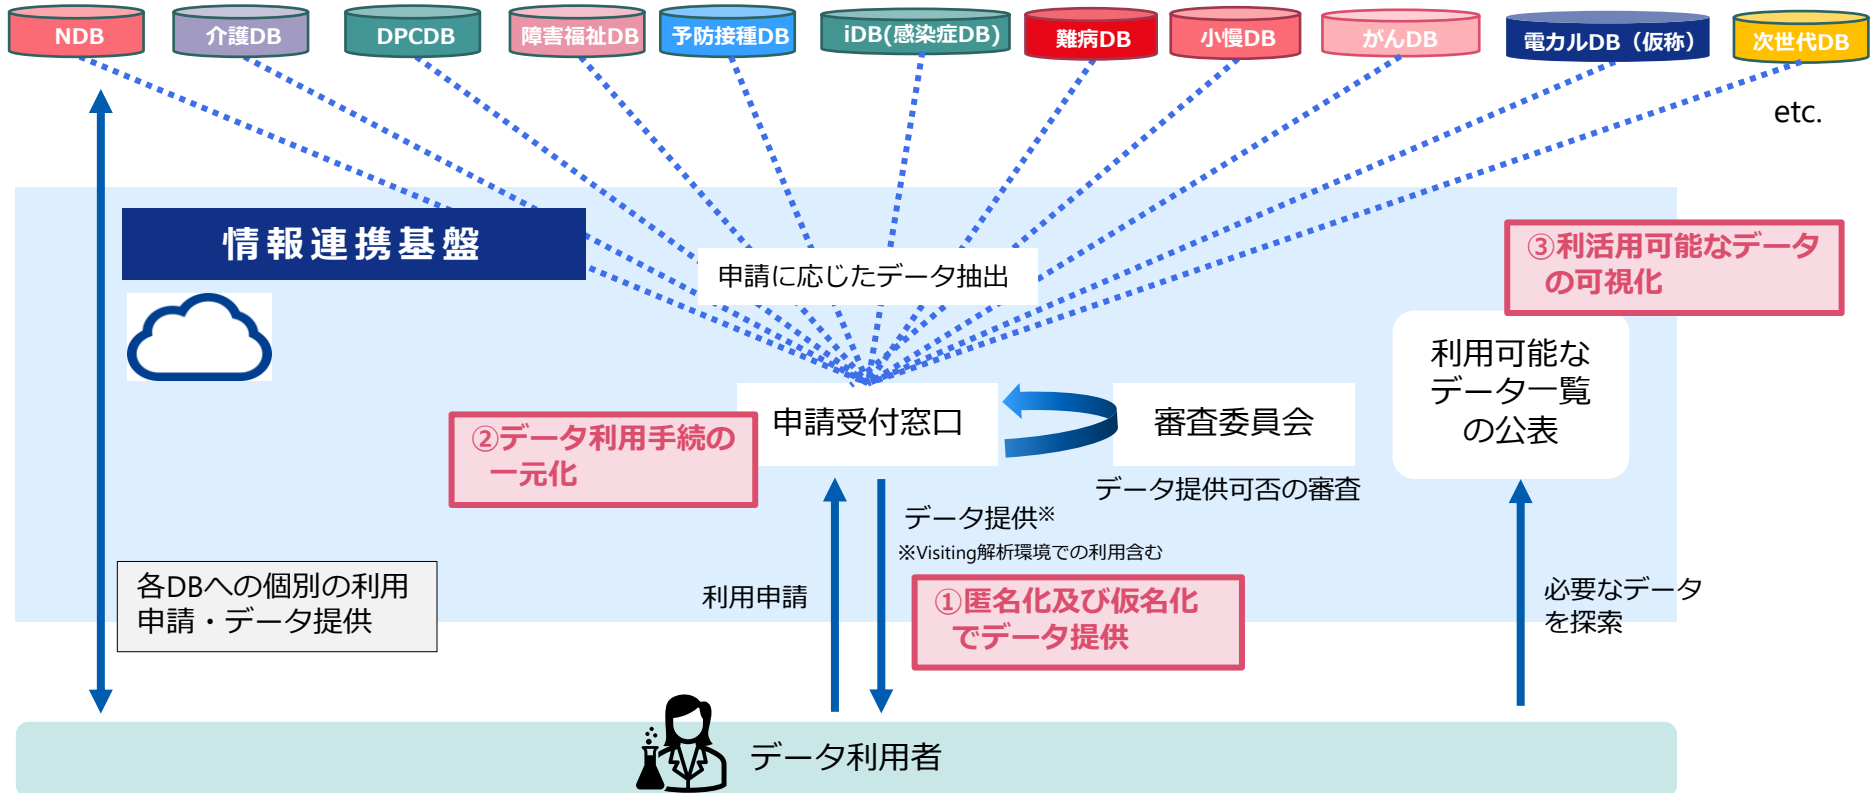 NDB
介護DB
DPCDB
障害福祉DB
予防接種DB
iDB(感染症DB)
難病DB
小慢DB
がんDB
電カルDB（仮称）
次世代DB
etc.
情報連携基盤
申請に応じたデータ抽出
③利活用可能なデータ
の可視化
利用可能な
データ一覧
の公表
②データ利用手続の
一元化
申請受付窓口
審査委員会
データ提供可否の審査
データ提供※
※Visiting解析環境での利用含む
各DBへの個別の利用
申請・データ提供
利用申請
①匿名化及び仮名化
でデータ提供
必要なデータ
を探索
データ利用者